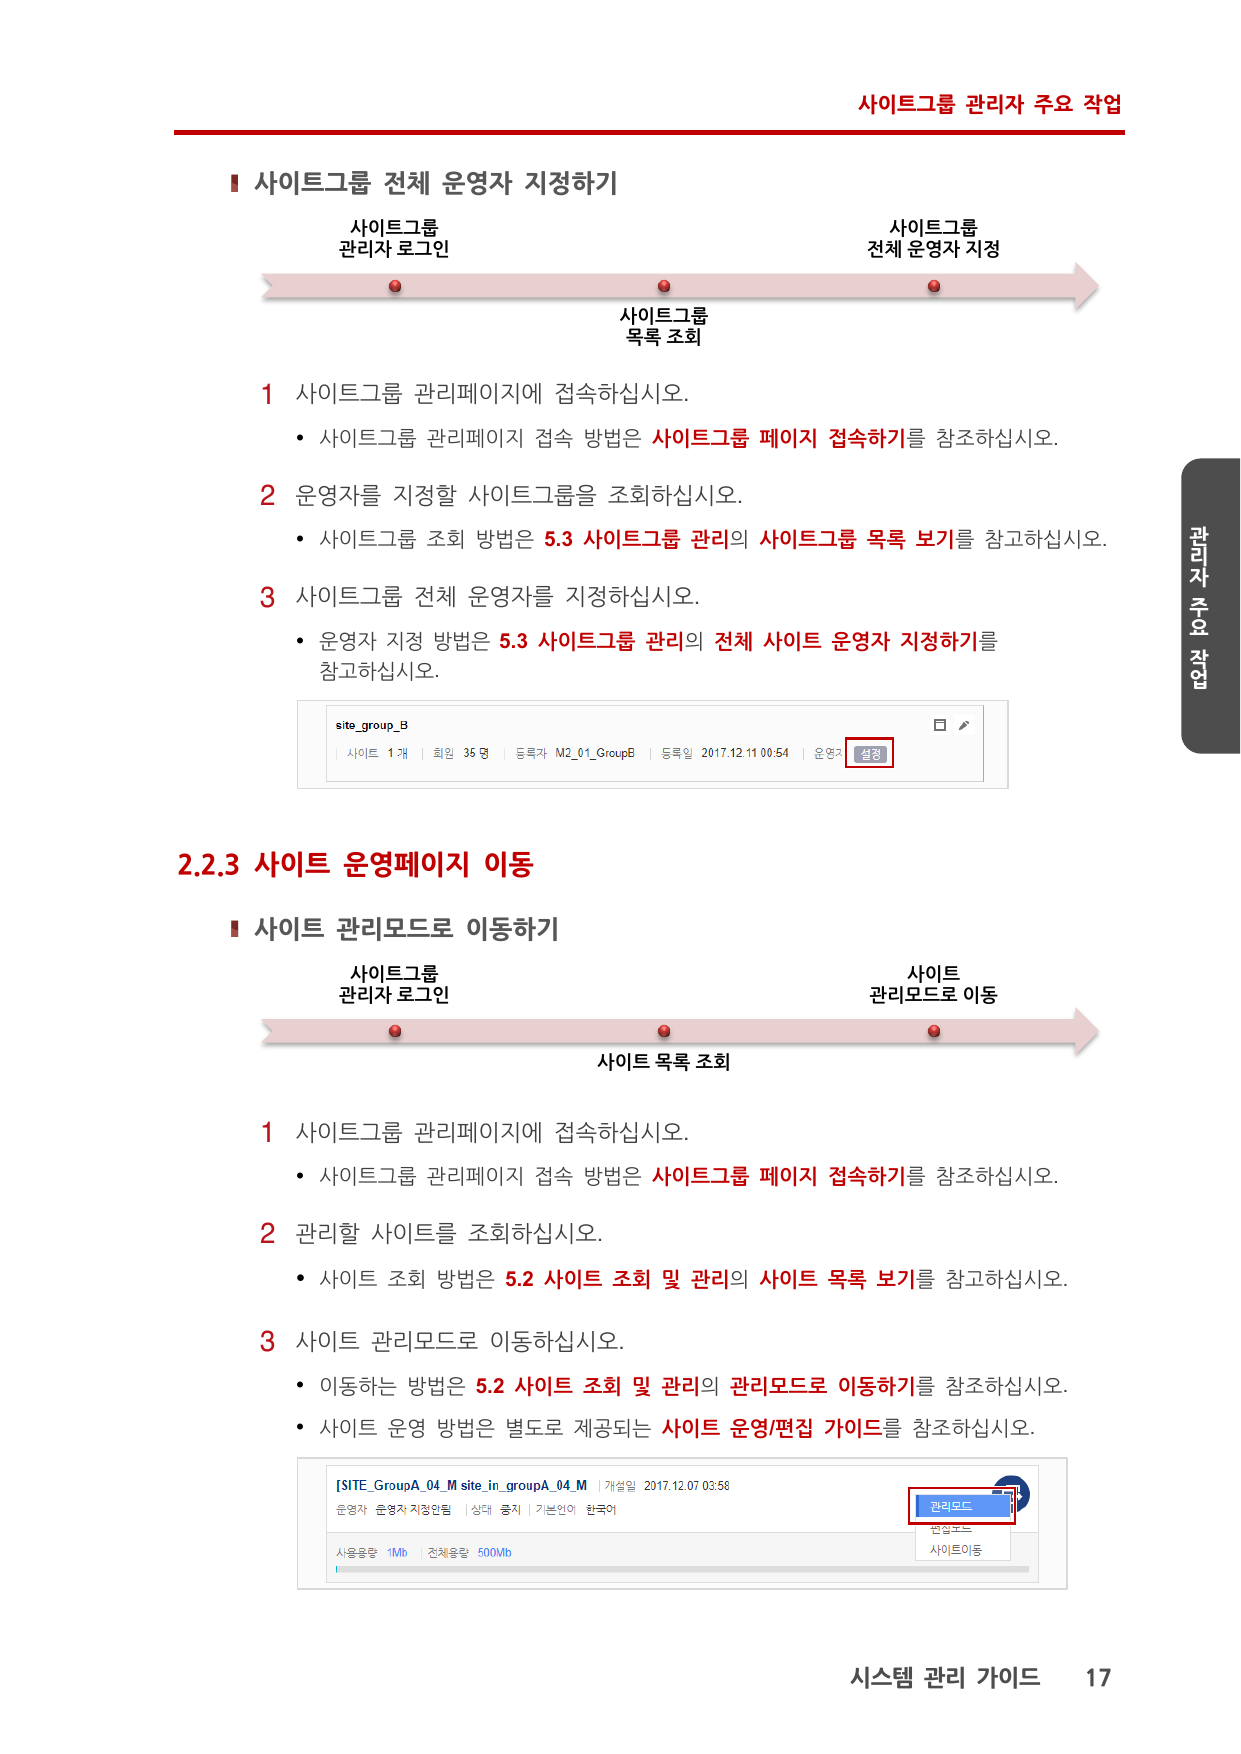 사이트그룹 관리자 주요 작업
사이트그룹 전체 운영자 지정하기
사이트그룹
관리자 로그인
사이트그룹
전체 운영자 지정
사이트그룹
목록 조회
1 사이트그룹 관리페이지에 접속하십시오.
• 사이트그룹 관리페이지 접속 방법은 사이트그룹 페이지 접속하기를 참조하십시오.
2 운영자를 지정할 사이트그룹을 조회하십시오.
• 사이트그룹 조회 방법은 5.3 사이트그룹 관리의 사이트그룹 목록 보기를 참고하십시오.
3 사이트그룹 전체 운영자를 지정하십시오.
• 운영자 지정 방법은 5.3 사이트그룹 관리의 전체 사이트 운영자 지정하기를
참고하십시오.
site_group_B
사이트 1 개 | 회원 35 명 | 등록자 M2_01_GroupB | 등록일 2017.12.11 00:54 | 운영자 설정
관리자 주요 작업
2.2.3 사이트 운영페이지 이동
사이트 관리모드로 이동하기
사이트그룹
관리자 로그인
사이트
관리모드로 이동
사이트 목록 조회
1 사이트그룹 관리페이지에 접속하십시오.
• 사이트그룹 관리페이지 접속 방법은 사이트그룹 페이지 접속하기를 참조하십시오.
2 관리할 사이트를 조회하십시오.
• 사이트 조회 방법은 5.2 사이트 조회 및 관리의 사이트 목록 보기를 참고하십시오.
3 사이트 관리모드로 이동하십시오.
• 이동하는 방법은 5.2 사이트 조회 및 관리의 관리모드로 이동하기를 참조하십시오.
• 사이트 운영 방법은 별도로 제공되는 사이트 운영/편집 가이드를 참조하십시오.
[SITE_GroupA_04_M site_in_groupA_04_M | 개설일 2017.12.07 03:58
운영자 운영자 지정안됨 | 상태 중지 | 기본언어 한국어
관리모드
편집모드
사이트이동
사용용량 1Mb | 전체용량 500Mb
시스템 관리 가이드 17